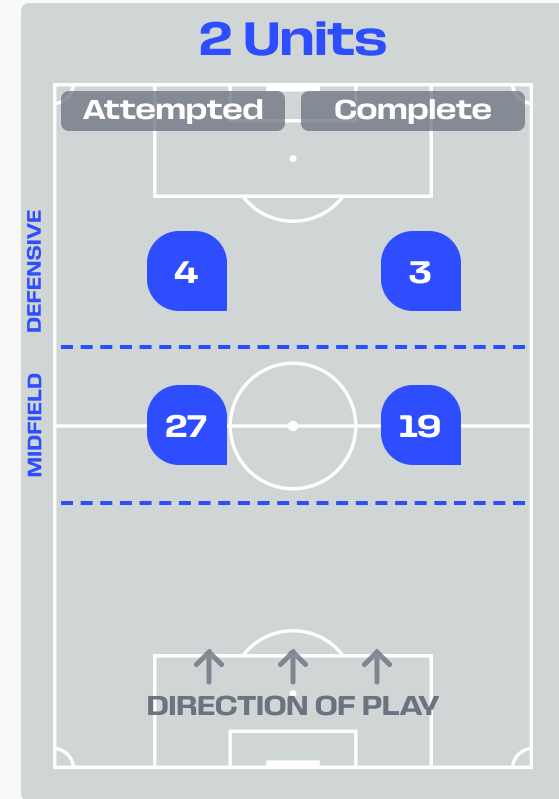 2 Units
Attempted Complete
DEFENSIVE
4 3
MIDFIELD
27 19
DIRECTION OF PLAY